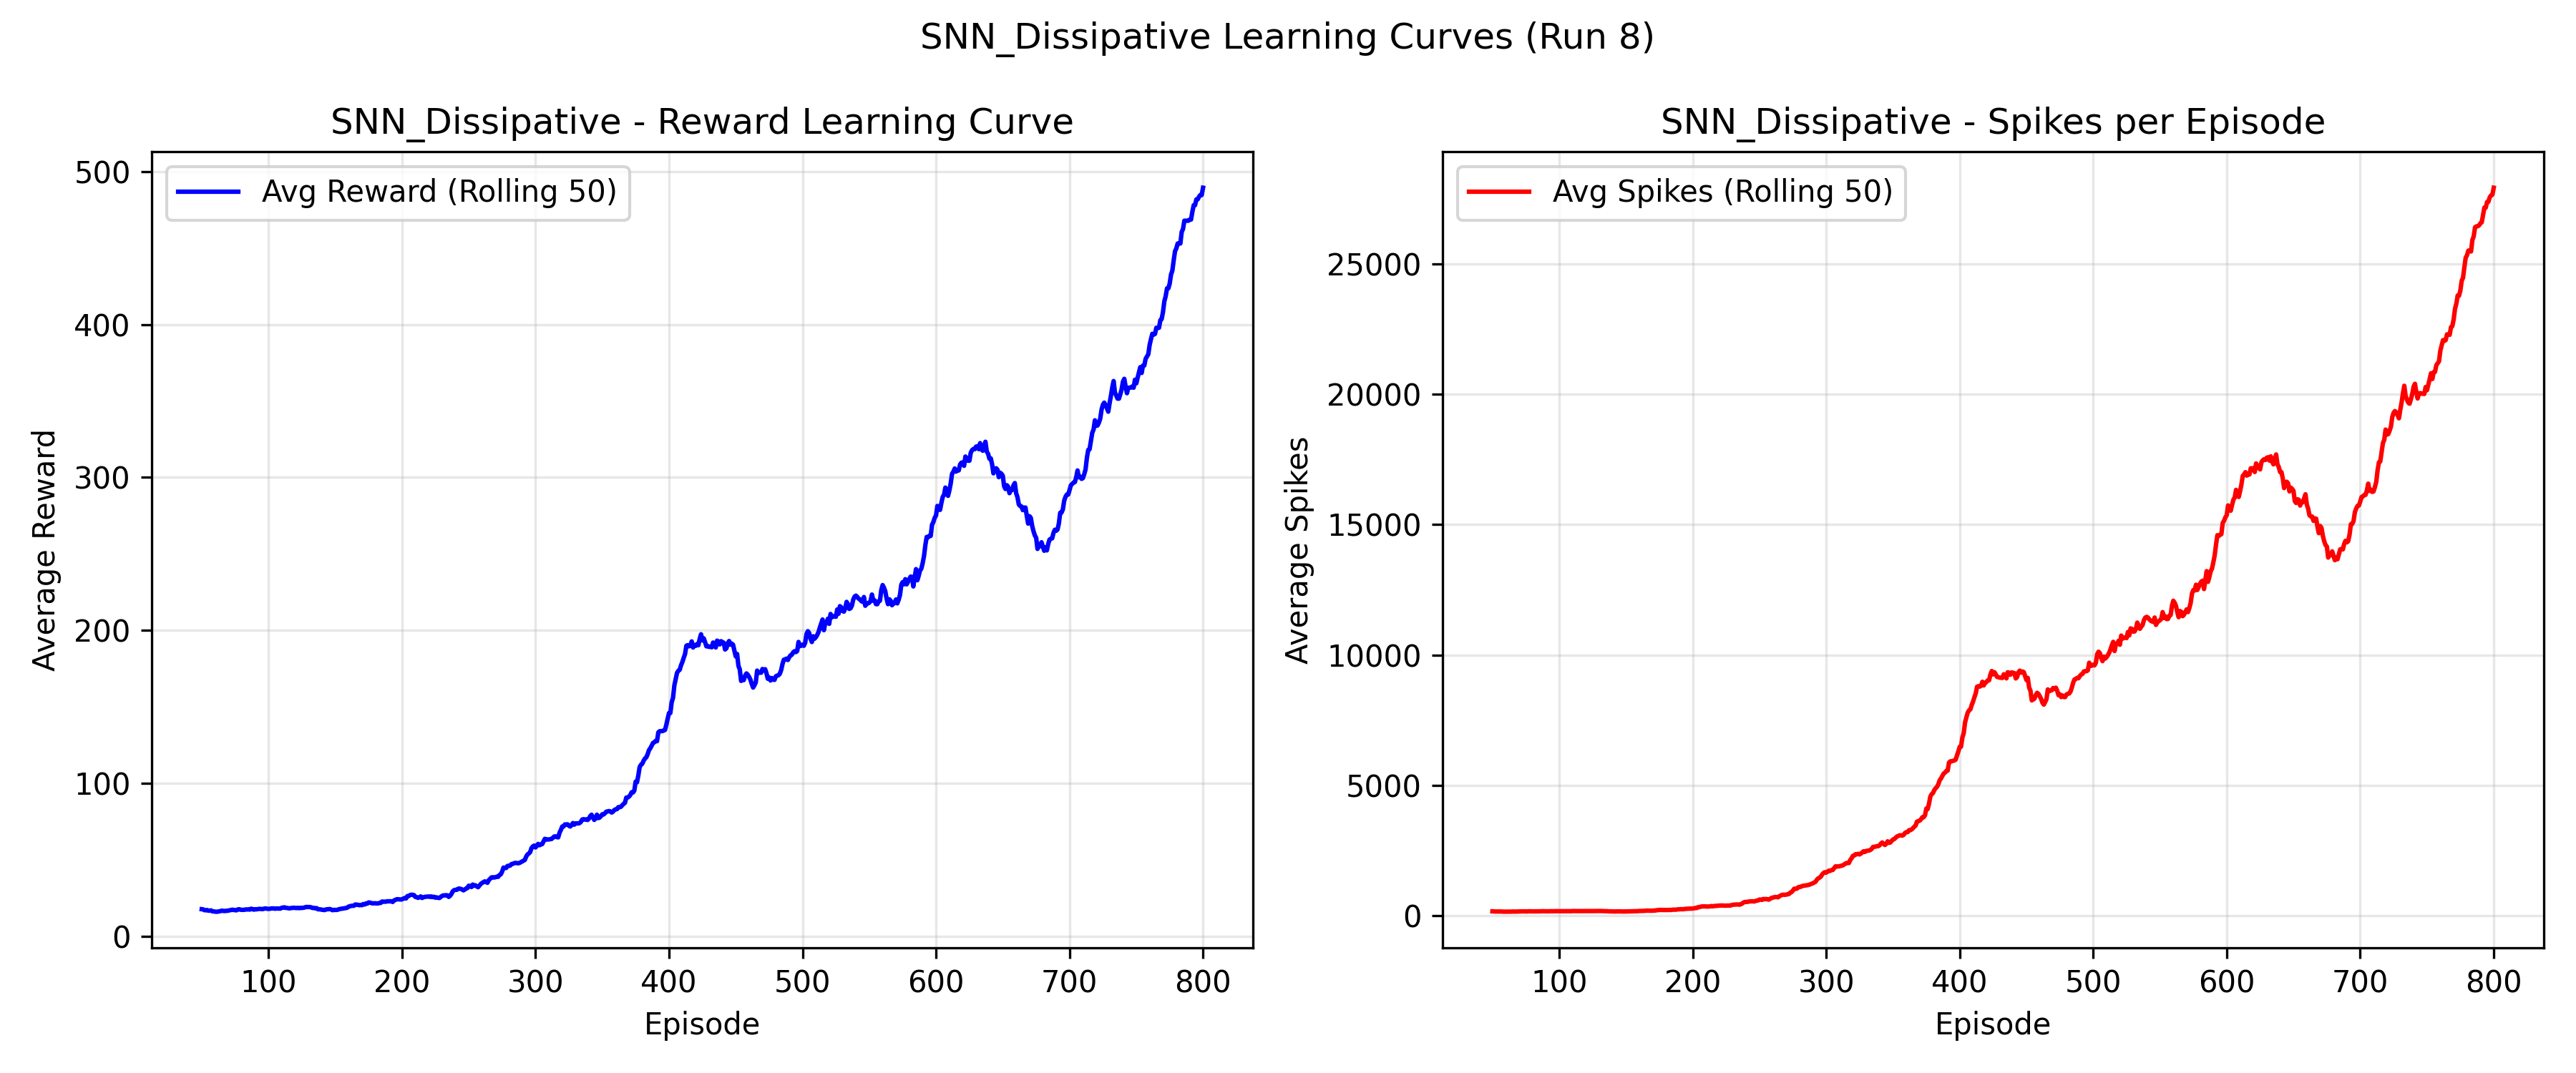 SNN_Dissipative Learning Curves (Run 8)
SNN_Dissipative - Reward Learning Curve
Avg Reward (Rolling 50)
500
400
300
200
100
0
Average Reward
100 200 300 400 500 600 700 800
Episode
SNN_Dissipative - Spikes per Episode
Avg Spikes (Rolling 50)
25000
20000
15000
10000
5000
0
Average Spikes
100 200 300 400 500 600 700 800
Episode